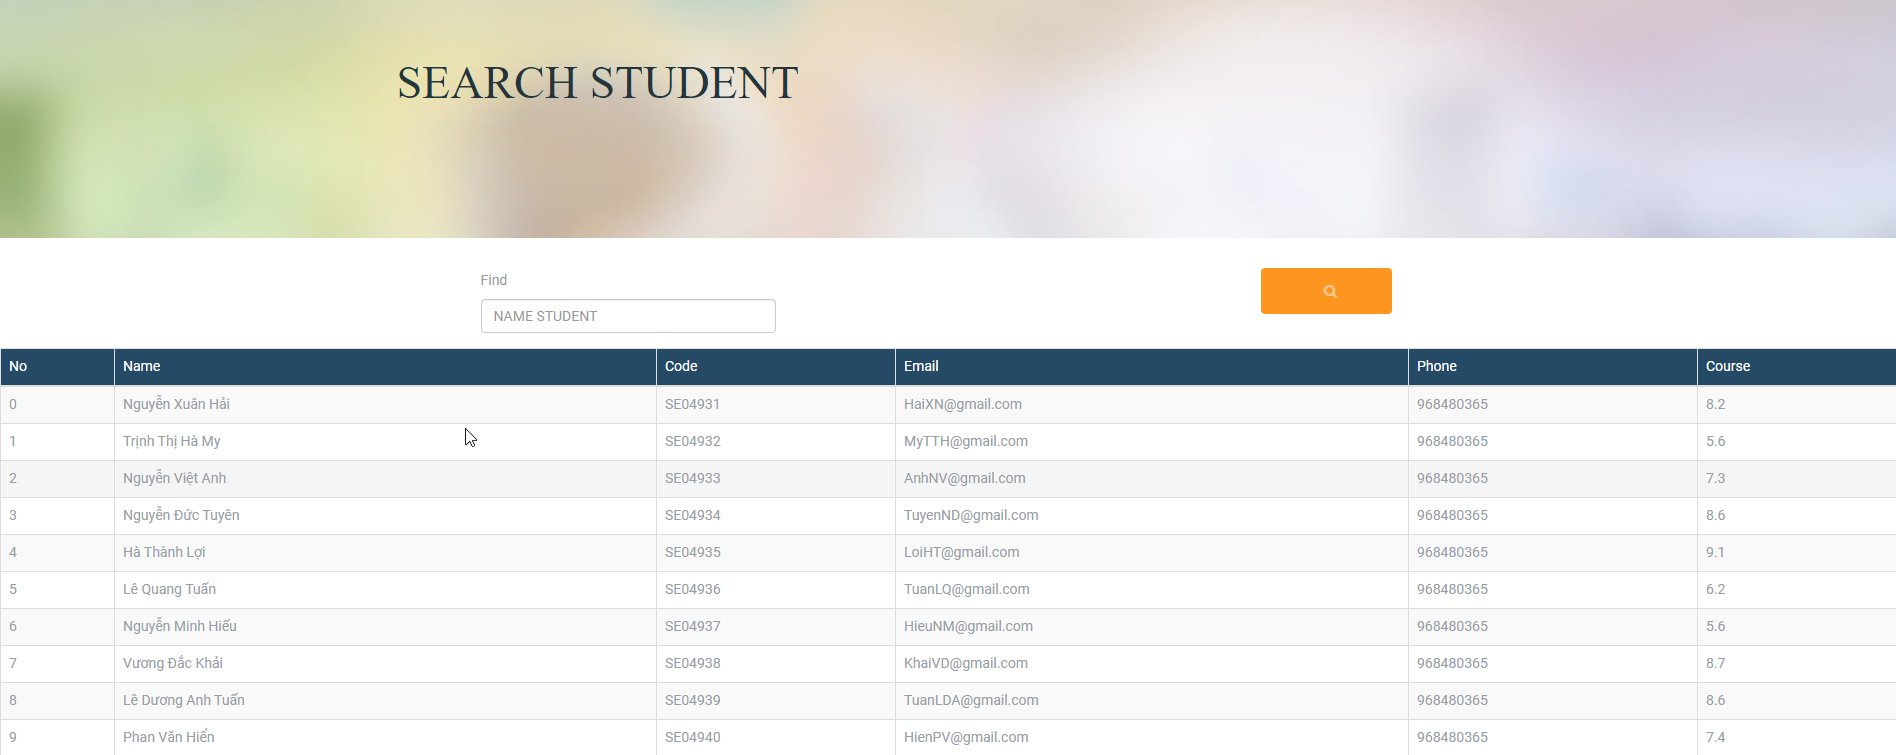 SEARCH STUDENT
Find
NAME STUDENT
No Name Code Email Phone Course
0 Nguyễn Xuân Hải SE04931 HaiXN@gmail.com 968480365 8.2
1 Trịnh Thị Hà My SE04932 MyTTH@gmail.com 968480365 5.6
2 Nguyễn Việt Anh SE04933 AnhNV@gmail.com 968480365 7.3
3 Nguyễn Đức Tuyên SE04934 TuyenND@gmail.com 968480365 8.6
4 Hà Thành Lợi SE04935 LoiHT@gmail.com 968480365 9.1
5 Lê Quang Tuấn SE04936 TuanLQ@gmail.com 968480365 6.2
6 Nguyễn Minh Hiếu SE04937 HieuNM@gmail.com 968480365 5.6
7 Vương Đắc Khải SE04938 KhaiVD@gmail.com 968480365 8.7
8 Lê Dương Anh Tuấn SE04939 TuanLDA@gmail.com 968480365 8.6
9 Phan Văn Hiển SE04940 HienPV@gmail.com 968480365 7.4